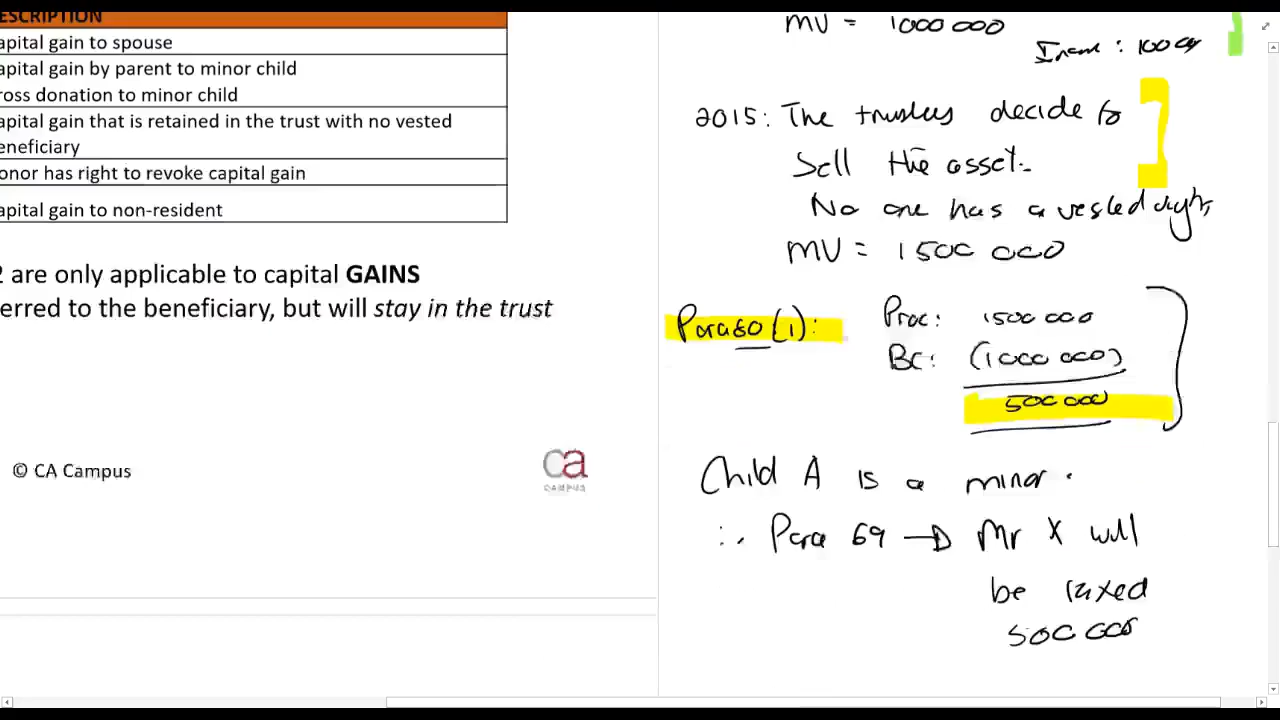 ESCRIPTION
apital gain to spouse
apital gain by parent to minor child
ross donation to minor child
apital gain that is retained in the trust with no vested
eneficiary
onor has right to revoke capital gain
apital gain to non-resident
2 are only applicable to capital GAINS
erred to the beneficiary, but will stay in the trust
© CA Campus
ca
CAMPUS
MV = 1000 000
: 100
2015: The trustees decide to
Sell the asset.
No one has a vested right
MV = 1500 000
Para 80 (1):
Proc: 1500 000
BC: (1000 000)
500 000
Child A is a minor.
∴ Para 69 → Mr X will
be taxed
500 000